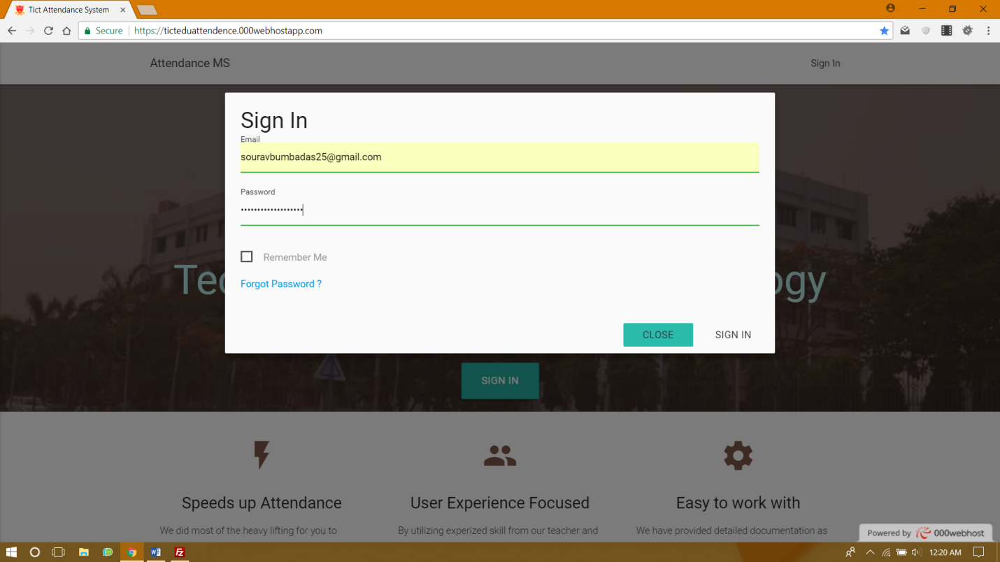 Tict Attendance System
Secure https://ticteduattendence.000webhostapp.com
Attendance MS
Sign In
Sign In
Email
souravbumbadas25@gmail.com
Password
Remember Me
Forgot Password ?
CLOSE
SIGN IN
SIGN IN
Speeds up Attendance
We did most of the heavy lifting for you to
User Experience Focused
By utilizing experized skill from our teacher and
Easy to work with
We have provided detailed documentation as
Powered by 000webhost
12:20 AM